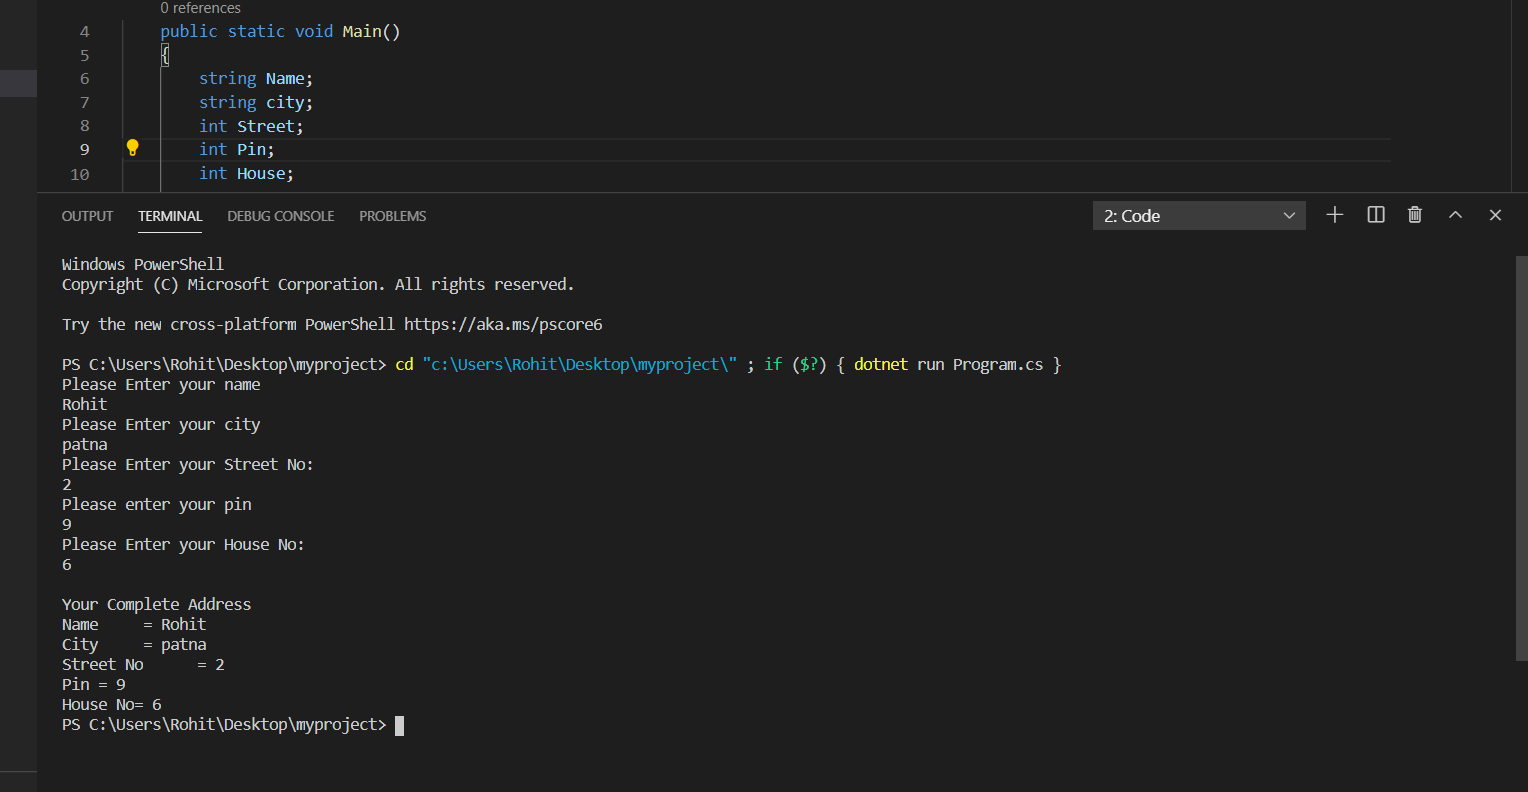 0 references
4 public static void Main()
5 {
6 string Name;
7 string city;
8 int Street;
9 int Pin;
10 int House;
OUTPUT TERMINAL DEBUG CONSOLE PROBLEMS 2: Code
Windows PowerShell
Copyright (C) Microsoft Corporation. All rights reserved.
Try the new cross-platform PowerShell https://aka.ms/pscore6
PS C:\Users\Rohit\Desktop\myproject> cd "c:\Users\Rohit\Desktop\myproject\" ; if ($?) { dotnet run Program.cs }
Please Enter your name
Rohit
Please Enter your city
patna
Please Enter your Street No:
2
Please enter your pin
9
Please Enter your House No:
6
Your Complete Address
Name     = Rohit
City     = patna
Street No      = 2
Pin = 9
House No= 6
PS C:\Users\Rohit\Desktop\myproject>